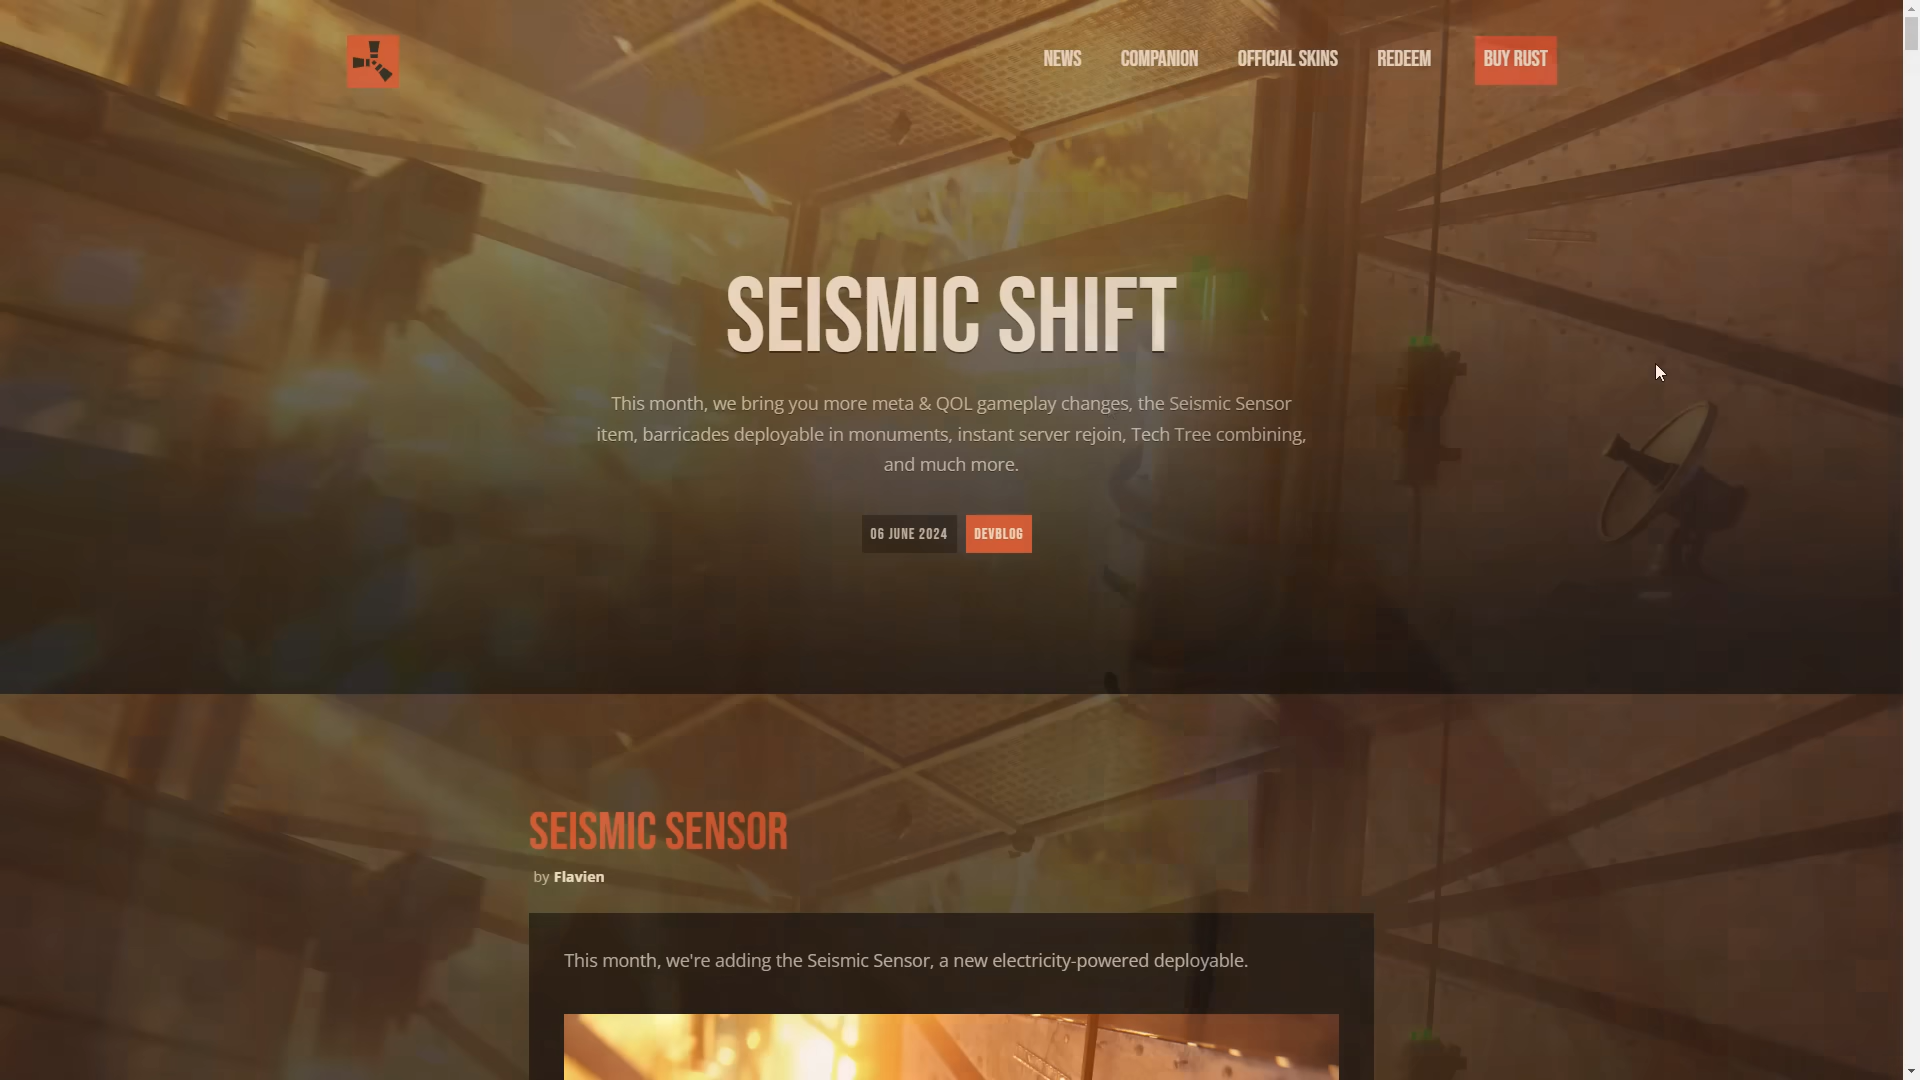 NEWS COMPANION OFFICIAL SKINS REDEEM BUY RUST
SEISMIC SHIFT
This month, we bring you more meta & QOL gameplay changes, the Seismic Sensor
item, barricades deployable in monuments, instant server rejoin, Tech Tree combining,
and much more.
06 JUNE 2024 DEVBLOG
SEISMIC SENSOR
by Flavien
This month, we're adding the Seismic Sensor, a new electricity-powered deployable.